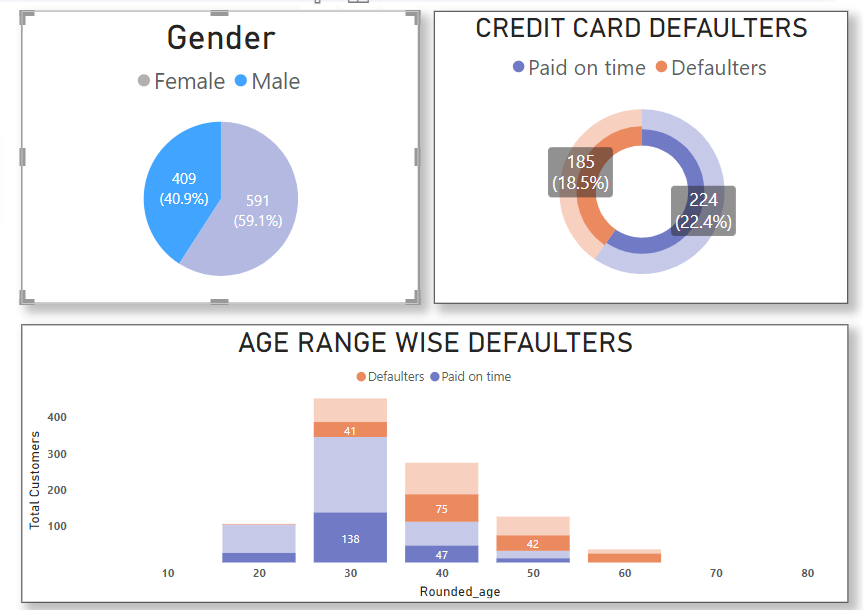 Gender
Female Male
409
(40.9%)
591
(59.1%)
CREDIT CARD DEFAULTERS
Paid on time Defaulters
185
(18.5%)
224
(22.4%)
AGE RANGE WISE DEFAULTERS
Defaulters Paid on time
Total Customers
400
300
200
100
41
138
75
47
42
10 20 30 40 50 60 70 80
Rounded_age